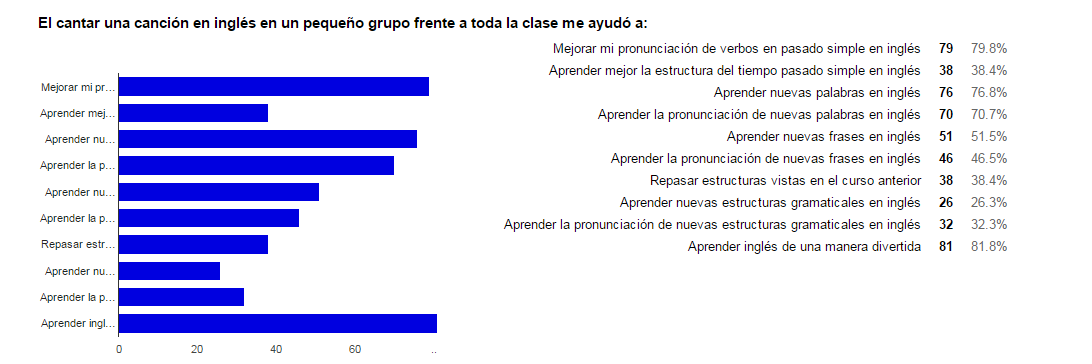 El cantar una canción en inglés en un pequeño grupo frente a toda la clase me ayudó a:
Mejorar mi pronunciación de verbos en pasado simple en inglés 79 79.8%
Aprender mejor la estructura del tiempo pasado simple en inglés 38 38.4%
Aprender nuevas palabras en inglés 76 76.8%
Aprender la pronunciación de nuevas palabras en inglés 70 70.7%
Aprender nuevas frases en inglés 51 51.5%
Aprender la pronunciación de nuevas frases en inglés 46 46.5%
Repasar estructuras vistas en el curso anterior 38 38.4%
Aprender nuevas estructuras gramaticales en inglés 26 26.3%
Aprender la pronunciación de nuevas estructuras gramaticales en inglés 32 32.3%
Aprender inglés de una manera divertida 81 81.8%
Mejorar mi pr…
Aprender mej…
Aprender nu…
Aprender la p…
Aprender nu…
Aprender la p…
Repasar estr…
Aprender nu…
Aprender la p…
Aprender ingl…
0 20 40 60 ..